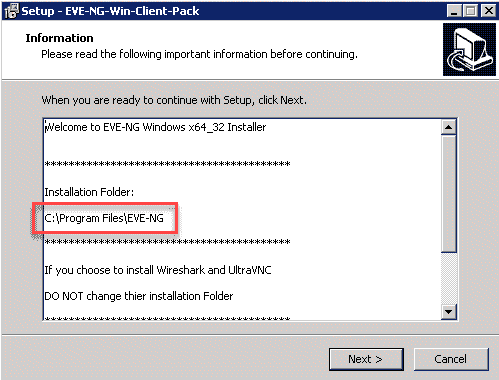 Setup - EVE-NG-Win-Client-Pack
Information
Please read the following important information before continuing.
When you are ready to continue with Setup, click Next.
Welcome to EVE-NG Windows x64_32 Installer
*****************************************
Installation Folder:
C:\Program Files\EVE-NG
*****************************************
If you choose to install Wireshark and UltraVNC
DO NOT change thier installation Folder
*****************************************
Next >
Cancel